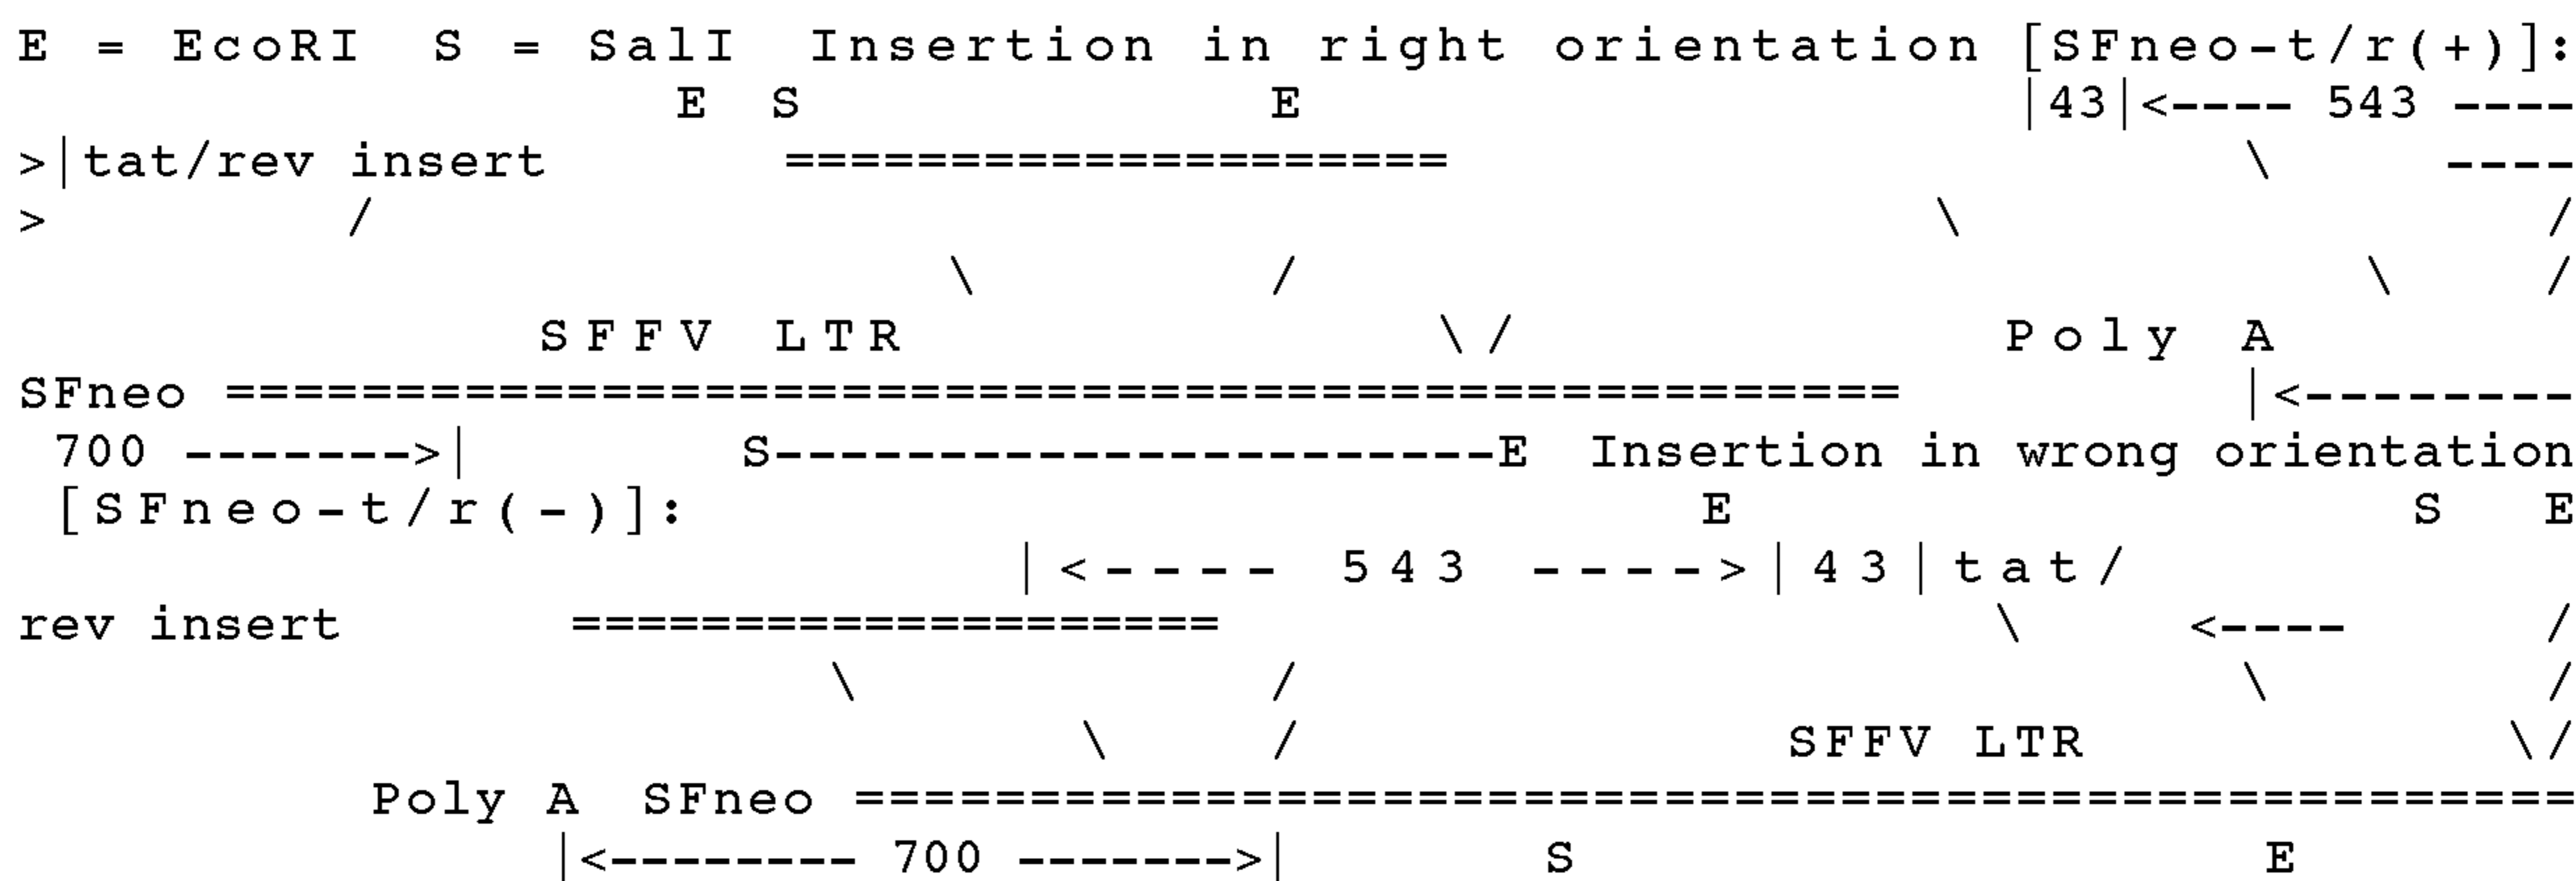 E = EcoRI S = SalI Insertion in right orientation [SFneo-t/r(+)]:
E S E |43|<---- 543 ----
>|tat/rev insert ==================== \ ----
> / \ /
\ / \ /
SFFV LTR \/ Poly A
SFneo ================================================= |<---------
700 ------->| S-----------------------E Insertion in wrong orientation
[SFneo-t/r(-)]: E S E
|<---- 543 ---->|43|tat/
rev insert ==================== \ <---- /
\ / \ /
\ / SFFV LTR \/
Poly A SFneo ==================================================
|<-------- 700 ------->| S E